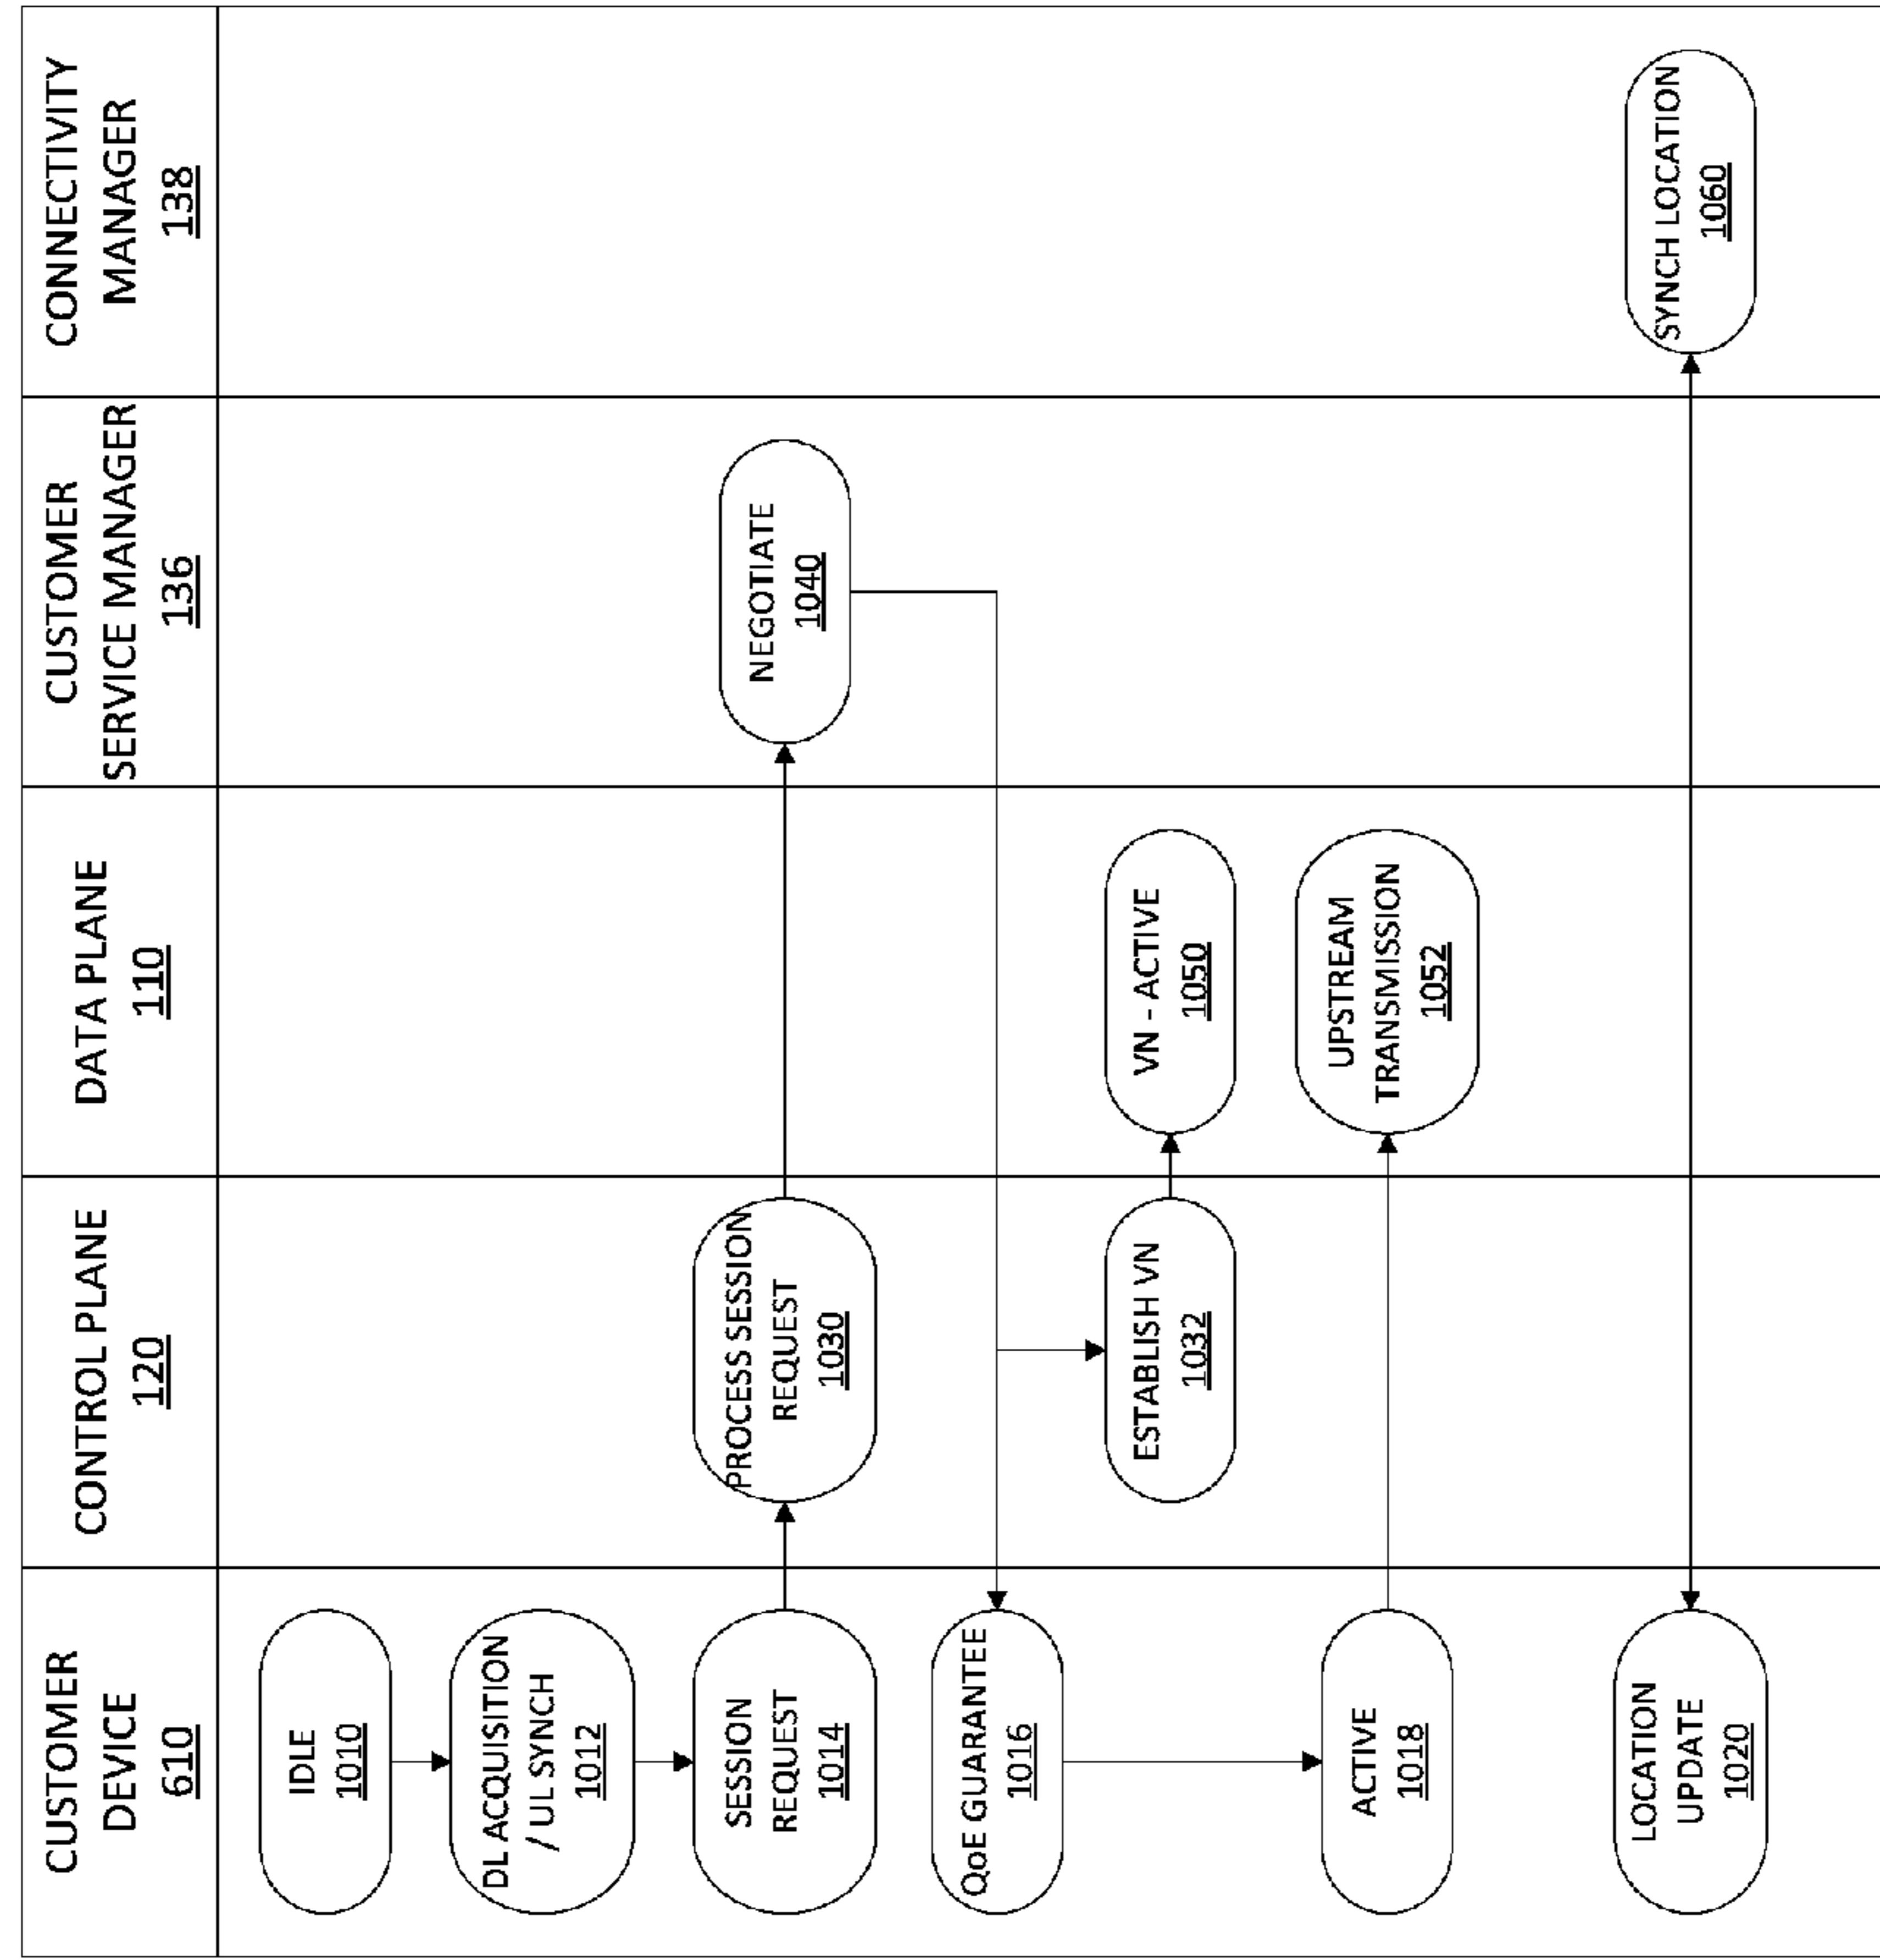 CUSTOMER
DEVICE
610
CONTROL PLANE
120
DATA PLANE
110
CUSTOMER
SERVICE MANAGER
136
CONNECTIVITY
MANAGER
138
IDLE
1010
DL ACQUISITION
/ UL SYNCH
1012
SESSION
REQUEST
1014
PROCESS SESSION
REQUEST
1030
NEGOTIATE
1040
QoE GUARANTEE
1016
ESTABLISH VN
1032
VN - ACTIVE
1050
ACTIVE
1018
UPSTREAM
TRANSMISSION
1052
LOCATION
UPDATE
1020
SYNCH LOCATION
1060